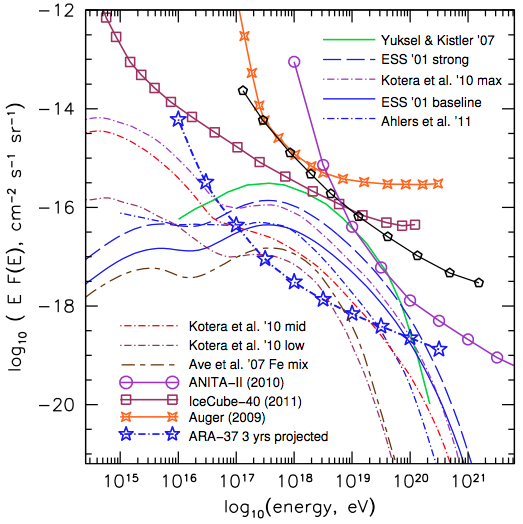 −12
−14
−16
−18
−20
log₁₀( E F(E), cm⁻² s⁻¹ sr⁻¹)
Yuksel & Kistler '07
ESS '01 strong
Kotera et al. '10 max
ESS '01 baseline
Ahlers et al. '11
Kotera et al. '10 mid
Kotera et al. '10 low
Ave et al. '07 Fe mix
ANITA−II (2010)
IceCube−40 (2011)
Auger (2009)
ARA−37 3 yrs projected
10¹⁵ 10¹⁶ 10¹⁷ 10¹⁸ 10¹⁹ 10²⁰ 10²¹
log₁₀(energy, eV)